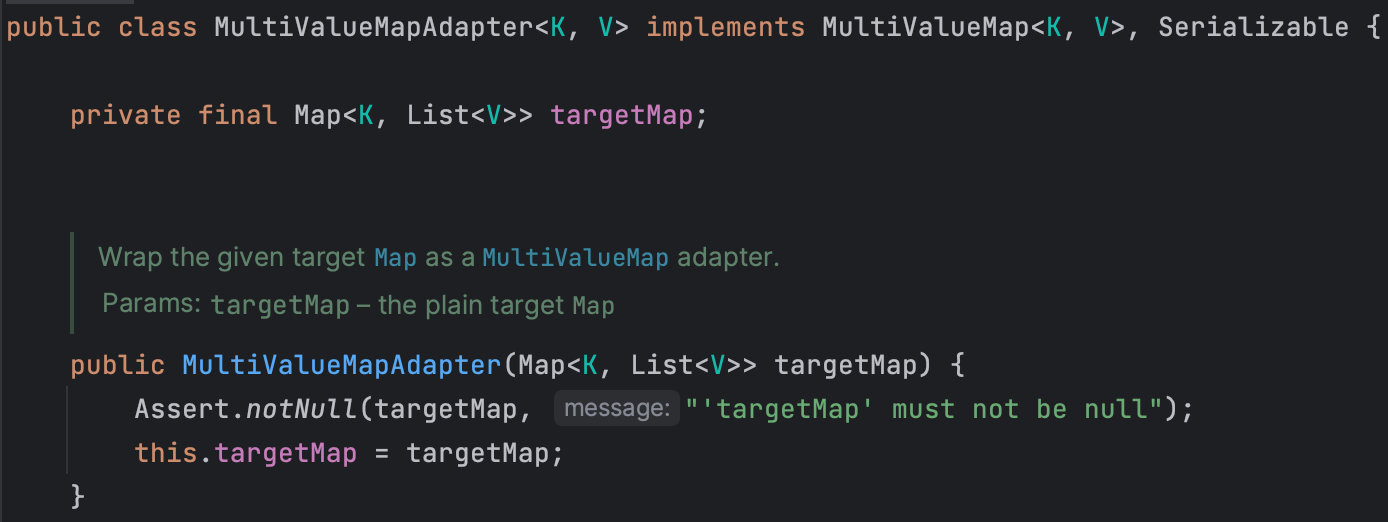 public class MultiValueMapAdapter<K, V> implements MultiValueMap<K, V>, Serializable {
private final Map<K, List<V>> targetMap;
Wrap the given target Map as a MultiValueMap adapter.
Params: targetMap – the plain target Map
public MultiValueMapAdapter(Map<K, List<V>> targetMap) {
Assert.notNull(targetMap, message: "'targetMap' must not be null");
this.targetMap = targetMap;
}